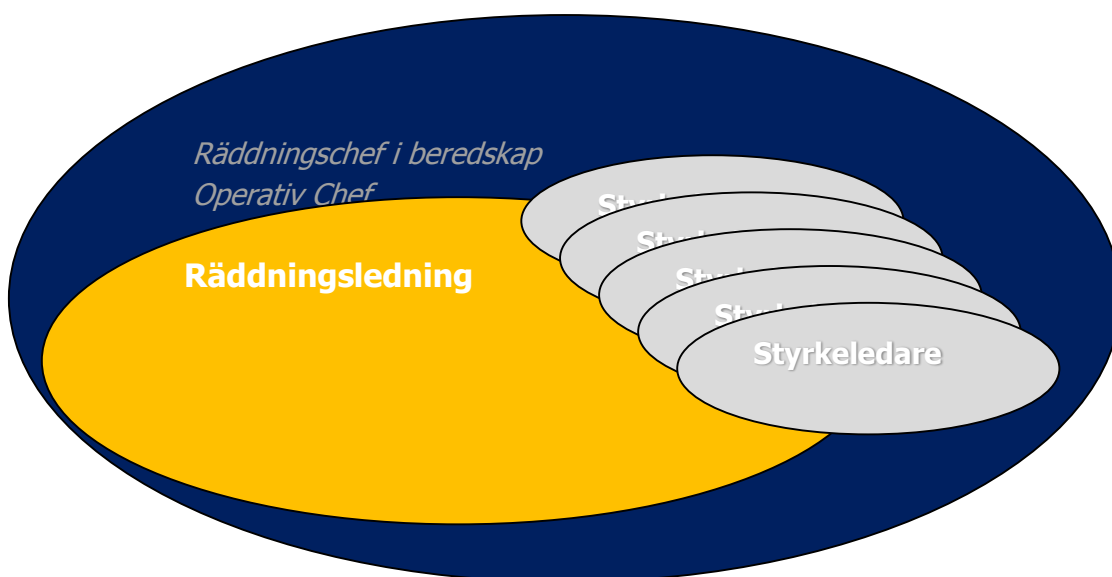 Räddningschef i beredskap
Operativ Chef
Räddningsledning
Styrkeledare